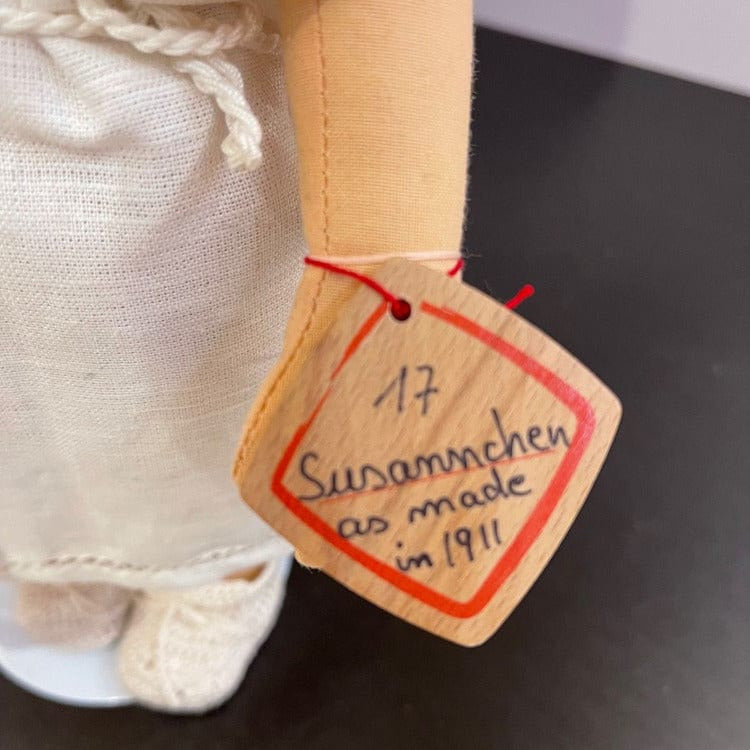 17
Susannchen
as made
in 1911